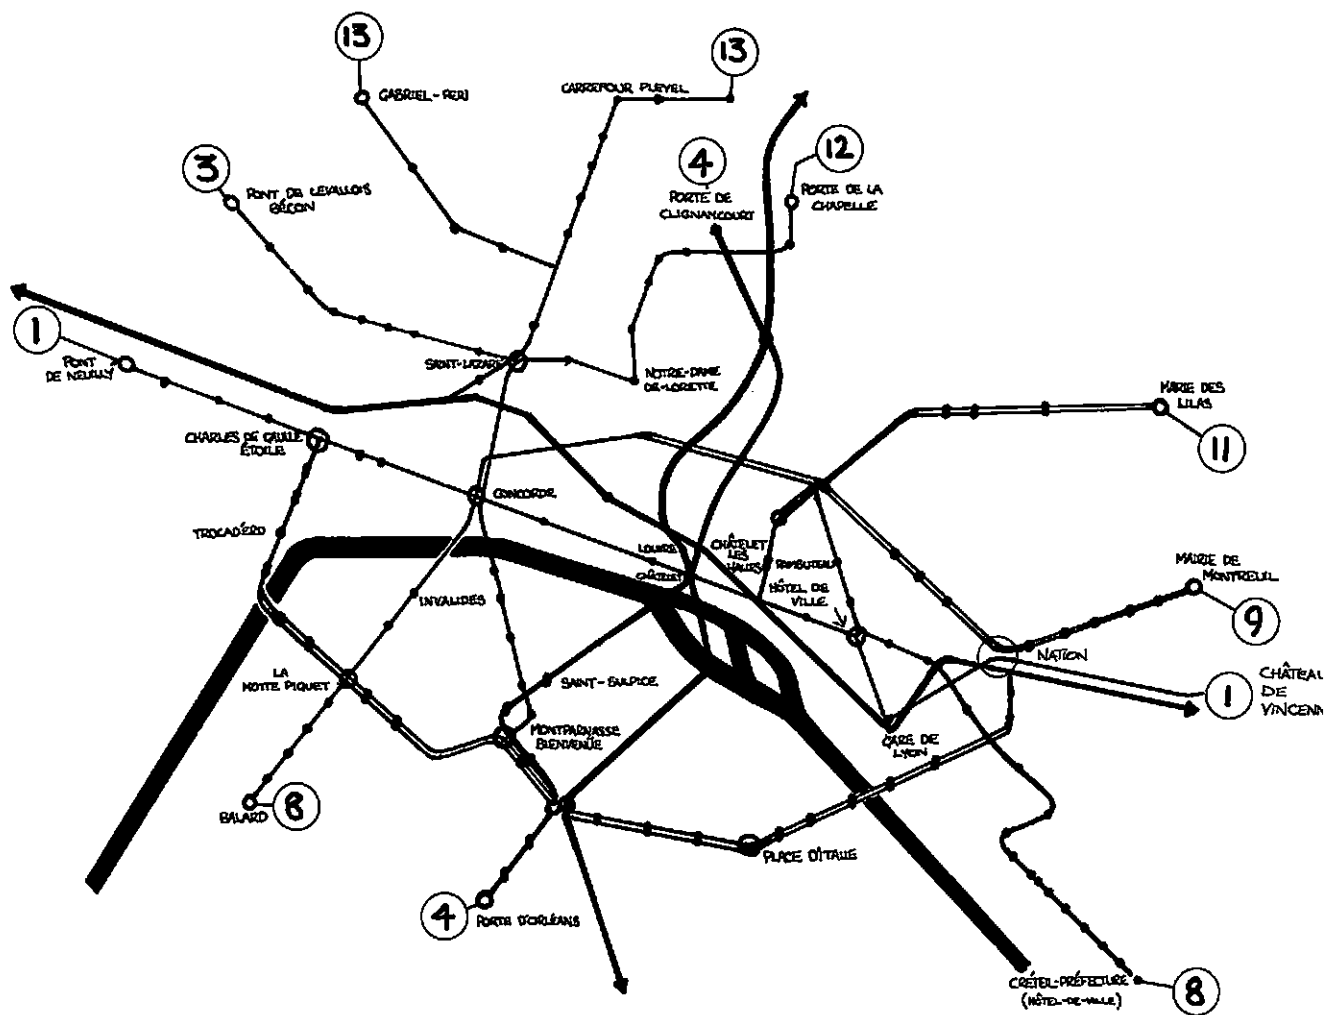 13
GABRIEL-PERI
CARREFOUR PLEYEL
13
3
PONT DE LEVALLOIS
BÉCON
4
PORTE DE
CLIGNANCOURT
12
PORTE DE LA
CHAPELLE
1
PONT
DE NEUILLY
SAINT-LAZARE
NOTRE-DAME
DE-LORETTE
MARIE DES
LILAS
11
CHARLES DE GAULLE
ÉTOILE
CONCORDE
TROCADÉRO
LOUVRE
CHÂTELET
CHÂTELET
LES
HALLES
RAMBUTEAU
HÔTEL DE
VILLE
MAIRIE DE
MONTREUIL
9
INVALIDES
NATION
1
CHÂTEAU
DE
VINCENN
LA
MOTTE PIQUET
SAINT-SULPICE
MONTPARNASSE
BIENVENÜE
GARE DE
LYON
BALARD
8
PLACE D'ITALIE
4
PORTE D'ORLÉANS
CRÉTEIL-PRÉFECTURE
(HÔTEL-DE-VILLE)
8